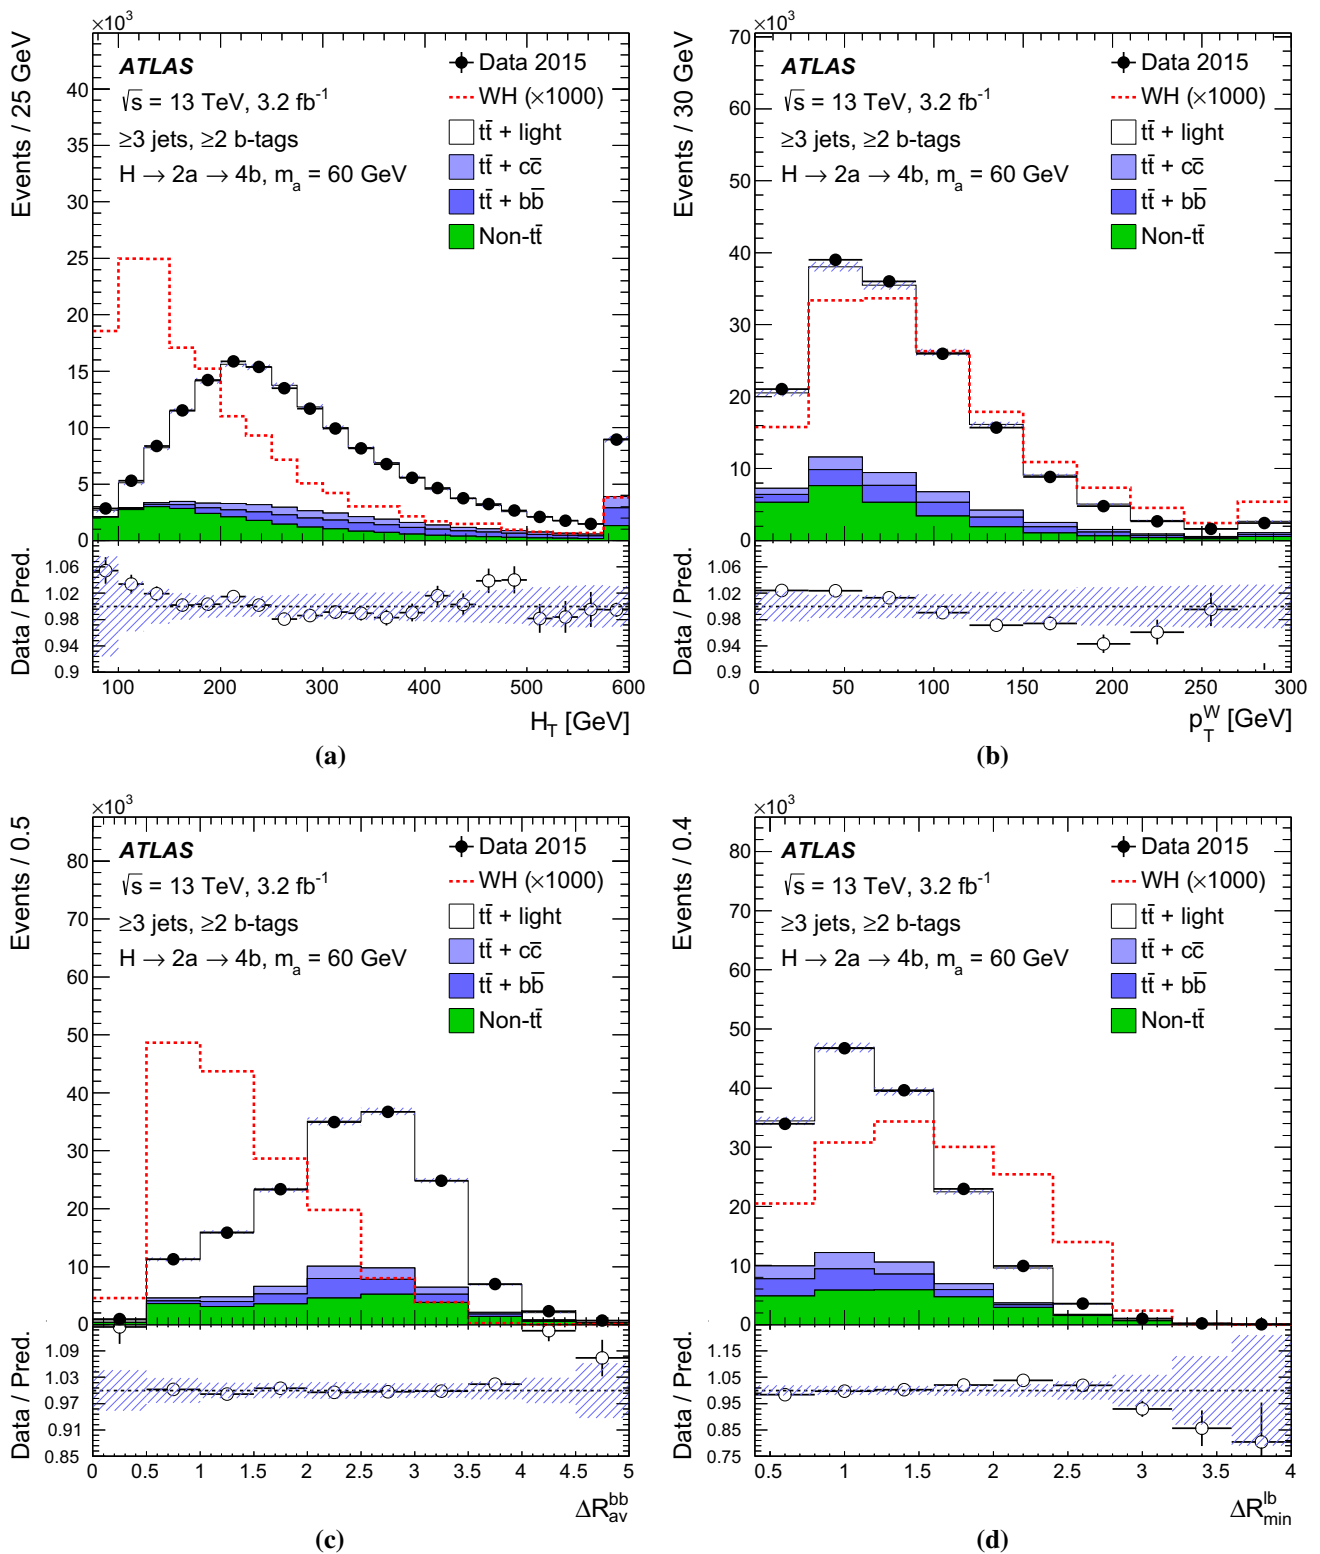 ×10³
Events / 25 GeV
45
40
35
30
25
20
15
10
5
0
ATLAS
√s = 13 TeV, 3.2 fb⁻¹
≥3 jets, ≥2 b-tags
H → 2a → 4b, mₐ = 60 GeV
Data 2015
WH (×1000)
tt̄ + light
tt̄ + cc̄
tt̄ + bb̄
Non-tt̄
Data / Pred.
1.06
1.02
0.98
0.94
0.9
100 200 300 400 500 600
H_T [GeV]
(a)
×10³
Events / 30 GeV
70
60
50
40
30
20
10
0
ATLAS
√s = 13 TeV, 3.2 fb⁻¹
≥3 jets, ≥2 b-tags
H → 2a → 4b, mₐ = 60 GeV
Data 2015
WH (×1000)
tt̄ + light
tt̄ + cc̄
tt̄ + bb̄
Non-tt̄
Data / Pred.
1.06
1.02
0.98
0.94
0.9
0 50 100 150 200 250 300
p_T^W [GeV]
(b)
×10³
Events / 0.5
80
70
60
50
40
30
20
10
0
ATLAS
√s = 13 TeV, 3.2 fb⁻¹
≥3 jets, ≥2 b-tags
H → 2a → 4b, mₐ = 60 GeV
Data 2015
WH (×1000)
tt̄ + light
tt̄ + cc̄
tt̄ + bb̄
Non-tt̄
Data / Pred.
1.09
1.03
0.97
0.91
0.85
0 0.5 1 1.5 2 2.5 3 3.5 4 4.5 5
ΔR_av^bb
(c)
×10³
Events / 0.4
80
70
60
50
40
30
20
10
0
ATLAS
√s = 13 TeV, 3.2 fb⁻¹
≥3 jets, ≥2 b-tags
H → 2a → 4b, mₐ = 60 GeV
Data 2015
WH (×1000)
tt̄ + light
tt̄ + cc̄
tt̄ + bb̄
Non-tt̄
Data / Pred.
1.15
1.05
0.95
0.85
0.75
0.5 1 1.5 2 2.5 3 3.5 4
ΔR_min^lb
(d)